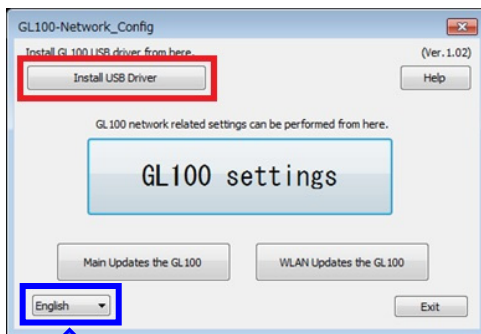 GL100-Network_Config
Install GL100 USB driver from here.
(Ver.1.02)
Install USB Driver
Help
GL100 network related settings can be performed from here.
GL100 settings
Main Updates the GL100
WLAN Updates the GL100
English
Exit